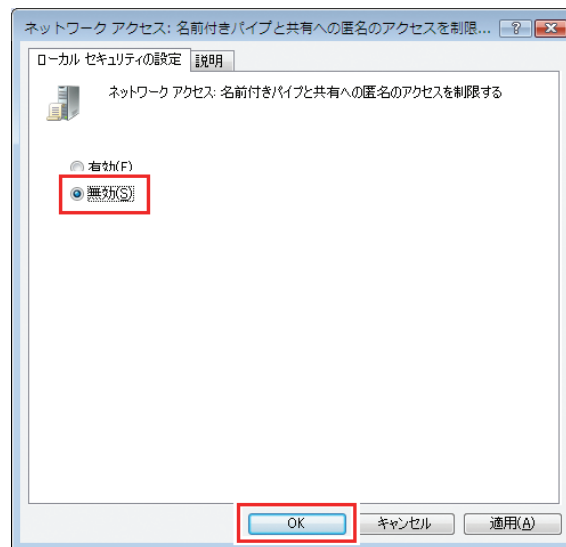 ネットワーク アクセス: 名前付きパイプと共有への匿名のアクセスを制限...
ローカル セキュリティの設定 説明
ネットワーク アクセス: 名前付きパイプと共有への匿名のアクセスを制限する
有効(E)
無効(S)
OK キャンセル 適用(A)